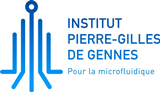 INSTITUT
PIERRE-GILLES
DE GENNES
Pour la microfluidique